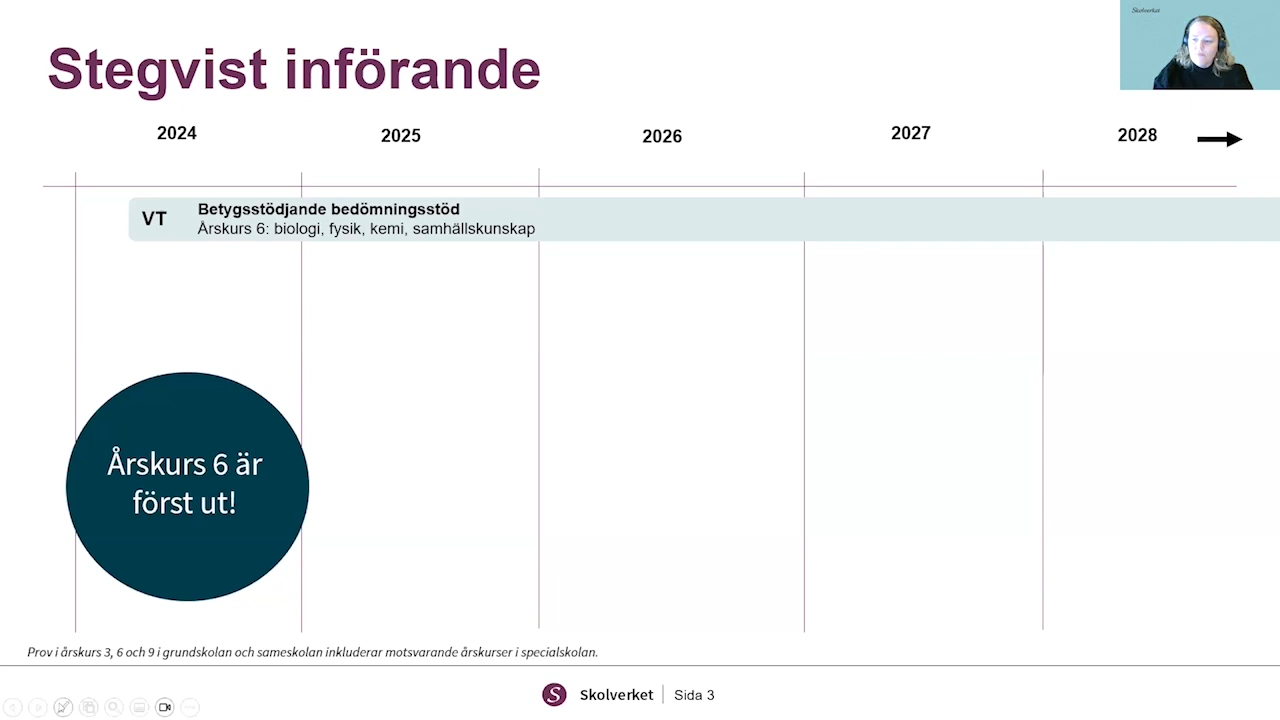 Skolverket
Stegvist införande
2024 2025 2026 2027 2028
VT
Betygsstödjande bedömningsstöd
Årskurs 6: biologi, fysik, kemi, samhällskunskap
Årskurs 6 är
först ut!
Prov i årskurs 3, 6 och 9 i grundskolan och sameskolan inkluderar motsvarande årskurser i specialskolan.
S Skolverket Sida 3